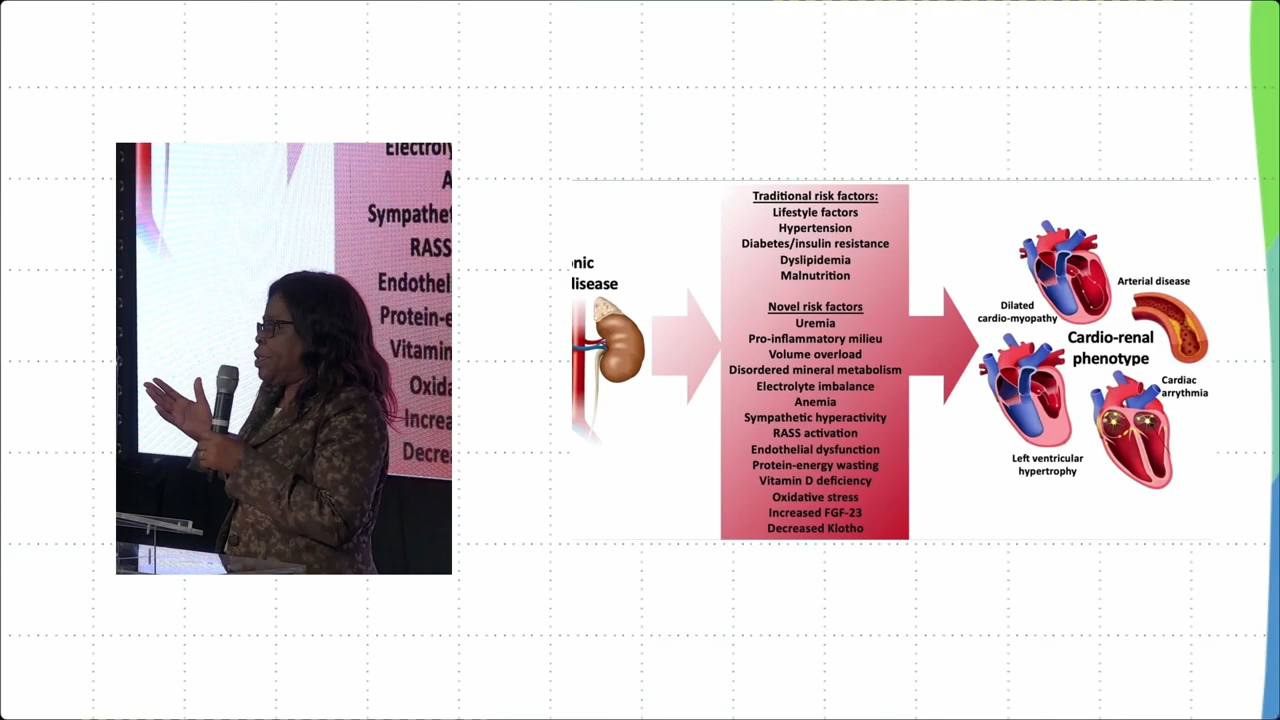 Electroly
A
Sympathe
RASS
Endothel
Protein-e
Vitamin
Oxida
Increa
Decre
onic
disease
Traditional risk factors:
Lifestyle factors
Hypertension
Diabetes/insulin resistance
Dyslipidemia
Malnutrition
Novel risk factors
Uremia
Pro-inflammatory milieu
Volume overload
Disordered mineral metabolism
Electrolyte imbalance
Anemia
Sympathetic hyperactivity
RASS activation
Endothelial dysfunction
Protein-energy wasting
Vitamin D deficiency
Oxidative stress
Increased FGF-23
Decreased Klotho
Arterial disease
Dilated
cardio-myopathy
Cardio-renal
phenotype
Cardiac
arrythmia
Left ventricular
hypertrophy